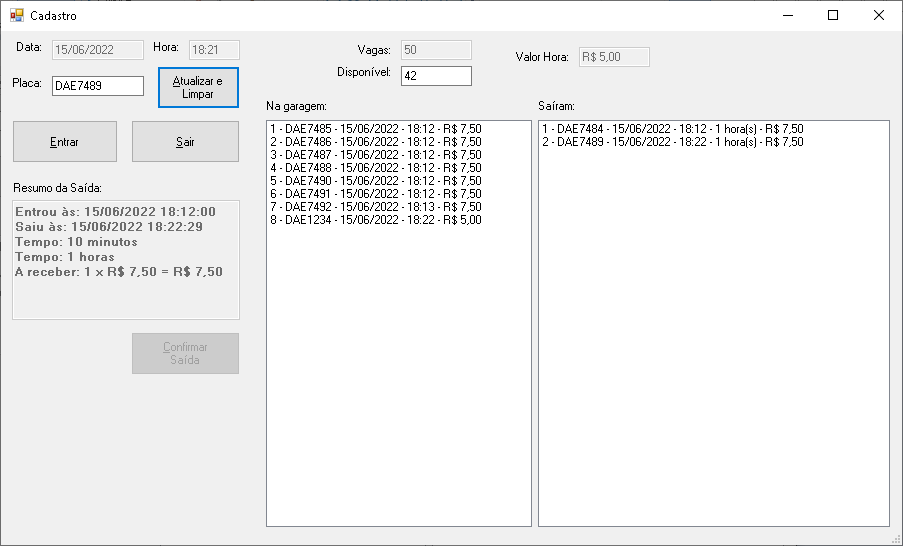 Cadastro
Data: 15/06/2022 Hora: 18:21
Placa: DAE7489 Atualizar e Limpar
Entrar Sair
Resumo da Saída:
Entrou às: 15/06/2022 18:12:00
Saiu às: 15/06/2022 18:22:29
Tempo: 10 minutos
Tempo: 1 horas
A receber: 1 x R$ 7,50 = R$ 7,50
Confirmar
Saída
Vagas: 50
Disponível: 42
Valor Hora: R$ 5,00
Na garagem:
1 - DAE7485 - 15/06/2022 - 18:12 - R$ 7,50
2 - DAE7486 - 15/06/2022 - 18:12 - R$ 7,50
3 - DAE7487 - 15/06/2022 - 18:12 - R$ 7,50
4 - DAE7488 - 15/06/2022 - 18:12 - R$ 7,50
5 - DAE7490 - 15/06/2022 - 18:12 - R$ 7,50
6 - DAE7491 - 15/06/2022 - 18:12 - R$ 7,50
7 - DAE7492 - 15/06/2022 - 18:13 - R$ 7,50
8 - DAE1234 - 15/06/2022 - 18:22 - R$ 5,00
Saíram:
1 - DAE7484 - 15/06/2022 - 18:12 - 1 hora(s) - R$ 7,50
2 - DAE7489 - 15/06/2022 - 18:22 - 1 hora(s) - R$ 7,50